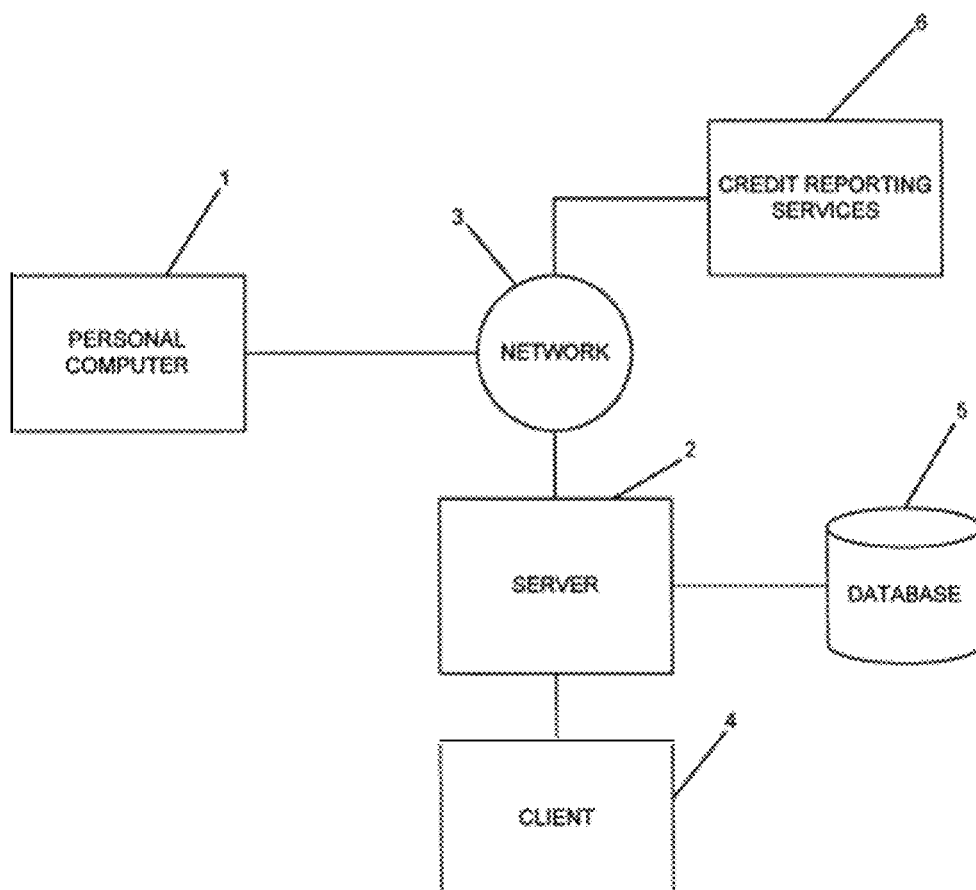 6
CREDIT REPORTING
SERVICES
1
3
PERSONAL
COMPUTER
NETWORK
5
2
SERVER
DATABASE
4
CLIENT